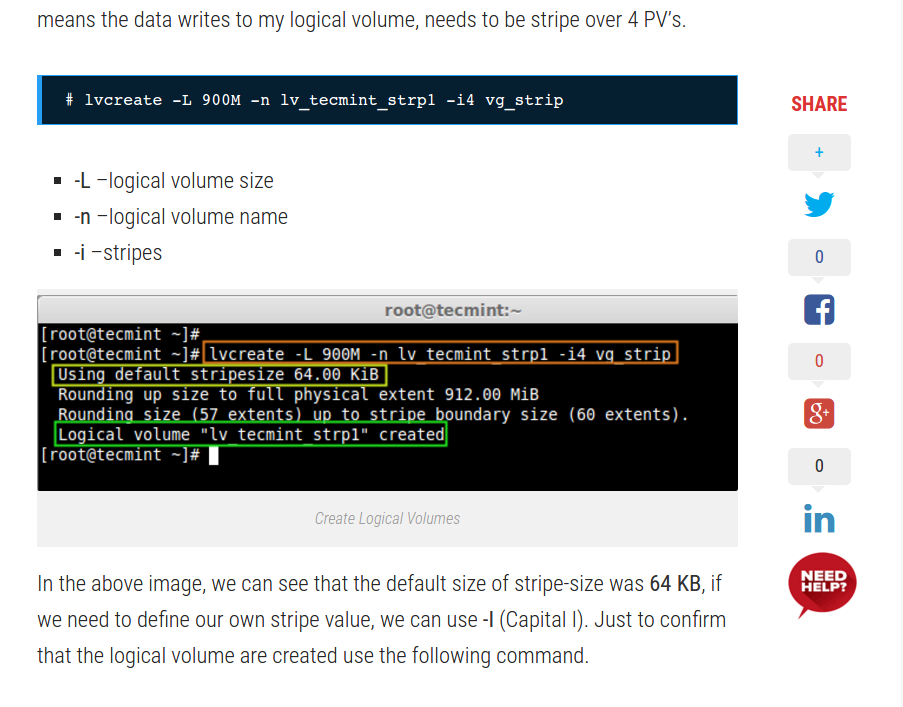 means the data writes to my logical volume, needs to be stripe over 4 PV's.
# lvcreate -L 900M -n lv_tecmint_strp1 -i4 vg_strip
-L –logical volume size
-n –logical volume name
-i –stripes
root@tecmint:~
[root@tecmint ~]#
[root@tecmint ~]# lvcreate -L 900M -n lv_tecmint_strp1 -i4 vg_strip
Using default stripesize 64.00 KiB
Rounding up size to full physical extent 912.00 MiB
Rounding size (57 extents) up to stripe boundary size (60 extents).
Logical volume "lv_tecmint_strp1" created
[root@tecmint ~]#
Create Logical Volumes
In the above image, we can see that the default size of stripe-size was 64 KB, if
we need to define our own stripe value, we can use -I (Capital I). Just to confirm
that the logical volume are created use the following command.
SHARE
+
0
f
0
g+
0
in
NEED
HELP?